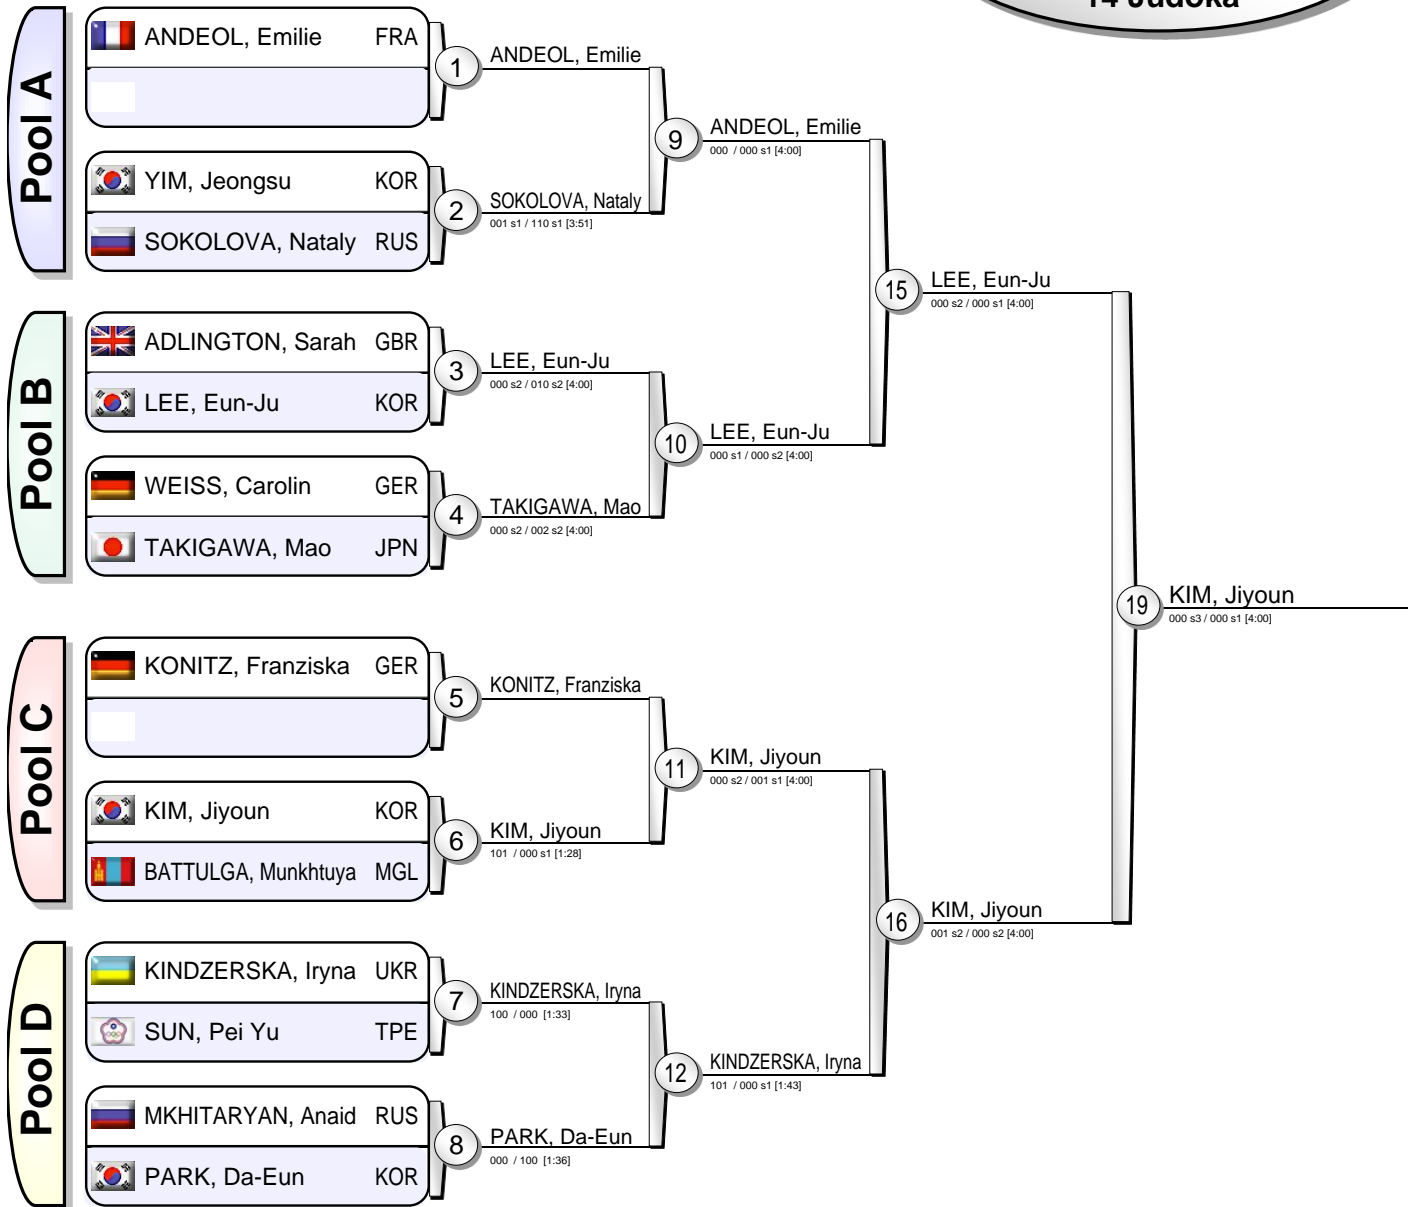 14 Judoka
Pool A
ANDEOL, Emilie FRA
1
ANDEOL, Emilie
YIM, Jeongsu KOR
SOKOLOVA, Nataly RUS
2
SOKOLOVA, Nataly
001 s1 / 110 s1 [3:51]
9
ANDEOL, Emilie
000 / 000 s1 [4:00]
Pool B
ADLINGTON, Sarah GBR
LEE, Eun-Ju KOR
3
LEE, Eun-Ju
000 s2 / 010 s2 [4:00]
WEISS, Carolin GER
TAKIGAWA, Mao JPN
4
TAKIGAWA, Mao
000 s2 / 002 s2 [4:00]
10
LEE, Eun-Ju
000 s1 / 000 s2 [4:00]
15
LEE, Eun-Ju
000 s2 / 000 s1 [4:00]
Pool C
KONITZ, Franziska GER
5
KONITZ, Franziska
KIM, Jiyoun KOR
BATTULGA, Munkhtuya MGL
6
KIM, Jiyoun
101 / 000 s1 [1:28]
11
KIM, Jiyoun
000 s2 / 001 s1 [4:00]
Pool D
KINDZERSKA, Iryna UKR
SUN, Pei Yu TPE
7
KINDZERSKA, Iryna
100 / 000 [1:33]
MKHITARYAN, Anaid RUS
PARK, Da-Eun KOR
8
PARK, Da-Eun
000 / 100 [1:36]
12
KINDZERSKA, Iryna
101 / 000 s1 [1:43]
16
KIM, Jiyoun
001 s2 / 000 s2 [4:00]
19
KIM, Jiyoun
000 s3 / 000 s1 [4:00]